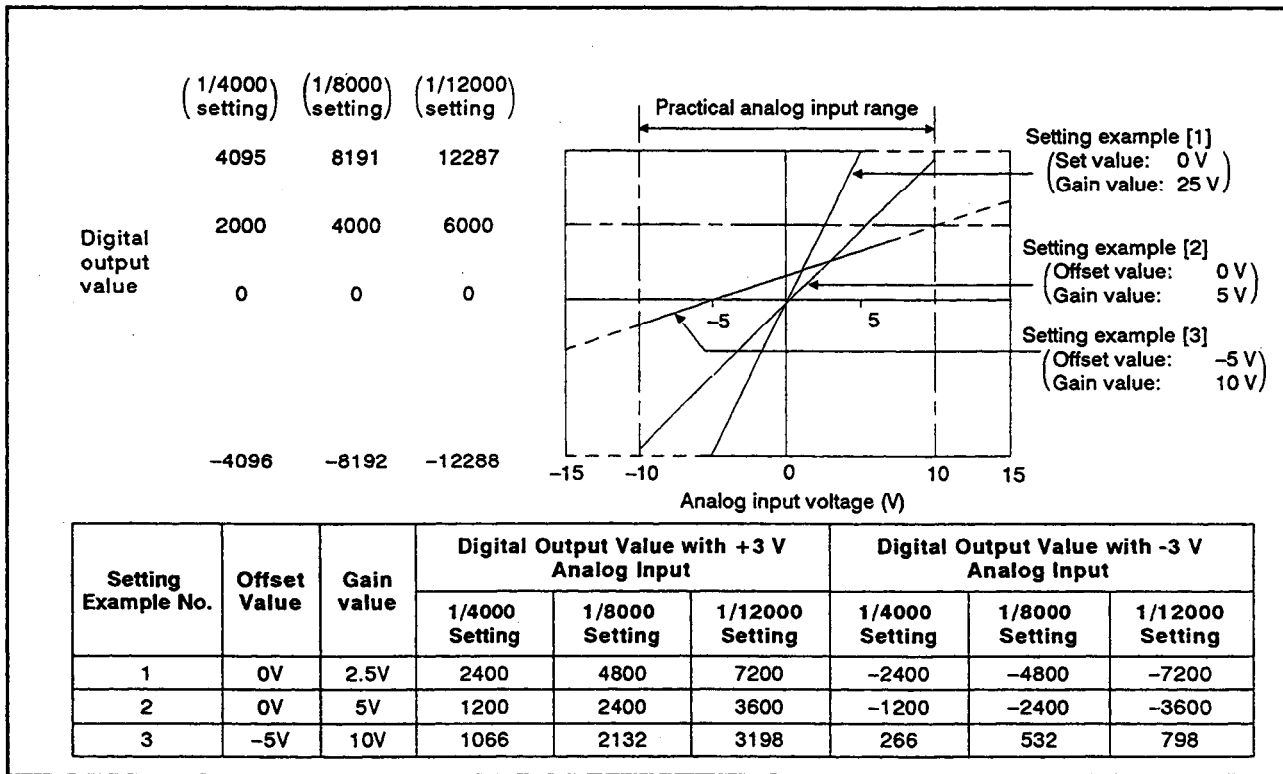 (1/4000 setting) (1/8000 setting) (1/12000 setting)
4095 8191 12287
2000 4000 6000
Digital output value
0 0 0
-4096 -8192 -12288
Practical analog input range
-5 5
-15 -10 0 10 15
Analog input voltage (V)
Setting example [1]
(Set value: 0 V
Gain value: 25 V)
Setting example [2]
(Offset value: 0 V
Gain value: 5 V)
Setting example [3]
(Offset value: -5 V
Gain value: 10 V)
Setting Example No. Offset Value Gain value Digital Output Value with +3 V Analog Input Digital Output Value with -3 V Analog Input
1/4000 Setting 1/8000 Setting 1/12000 Setting 1/4000 Setting 1/8000 Setting 1/12000 Setting
1 0V 2.5V 2400 4800 7200 -2400 -4800 -7200
2 0V 5V 1200 2400 3600 -1200 -2400 -3600
3 -5V 10V 1066 2132 3198 266 532 798